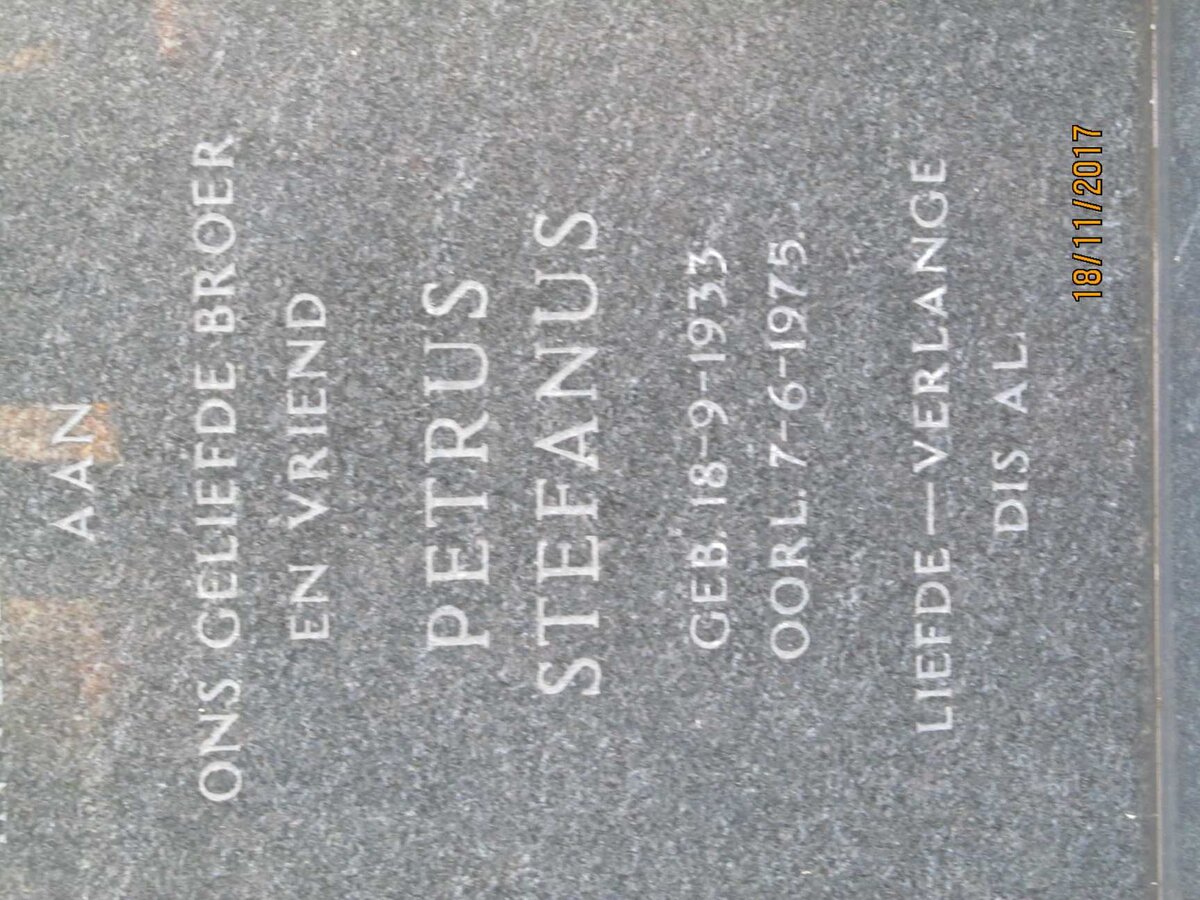 AAN
ONS GELIEFDE BROER
EN VRIEND
PETRUS
STEFANUS
GEB. 18-9-1933
OORL. 7-6-1975.
LIEFDE—VERLANGE
DIS AL.
18/11/2017